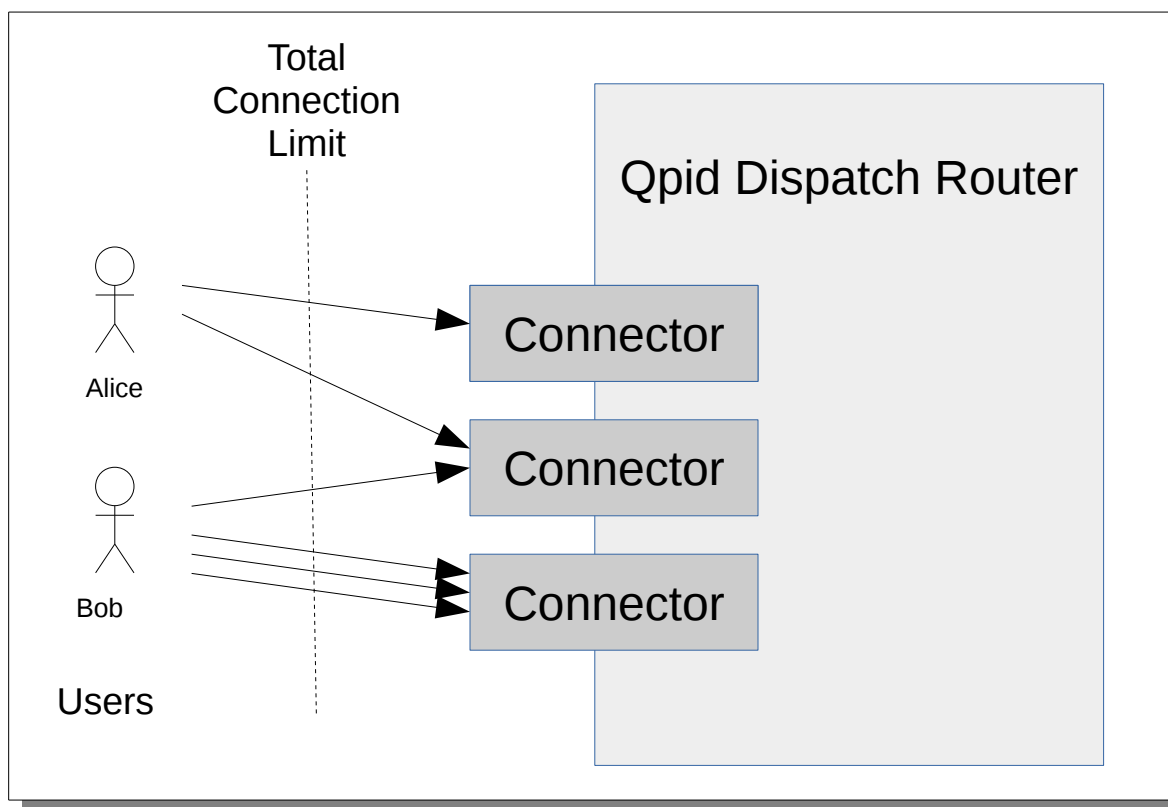 Total
Connection
Limit
Qpid Dispatch Router
Alice
Bob
Users
Connector
Connector
Connector